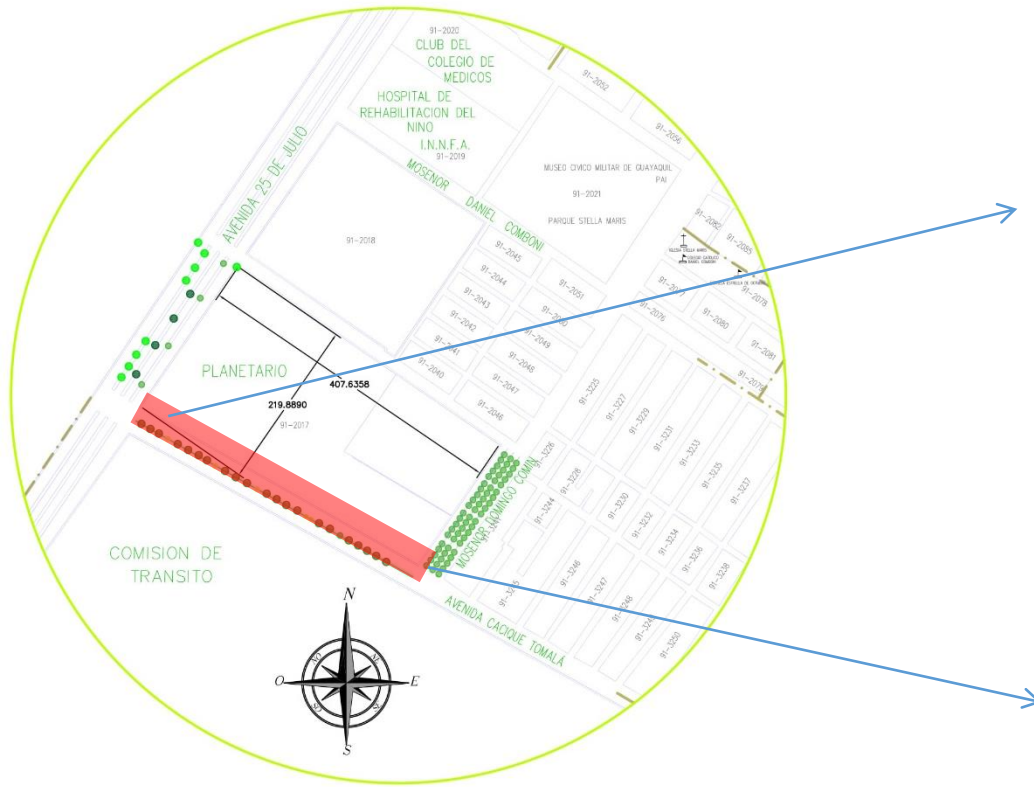 91-2020
CLUB DEL
COLEGIO DE
MEDICOS
HOSPITAL DE
REHABILITACION DEL
NINO
I.N.N.F.A.
91-2019
91-2052
91-2056
AVENIDA 25 DE JULIO
MOSENOR DANIEL COMBONI
MUSEO CIVICO MILITAR DE GUAYAQUIL
PAI
91-2021
PARQUE STELLA MARIS
91-2082
91-2085
91-2018
91-2045
91-2044
91-2043
91-2042
91-2041
91-2040
91-2051
91-2049
91-2048
91-2047
91-2046
91-2076
91-2078
91-2080
91-2081
PLANETARIO
407.6358
219.8890
91-2017
91-3225
91-3227
91-3229
91-3231
91-3233
91-3235
91-3237
91-3226
91-3228
91-3230
91-3232
91-3234
91-3236
91-3238
91-3244
91-3246
91-3247
91-3248
91-3250
MOSENOR DOMINGO COMIN
COMISION DE
TRANSITO
AVENIDA CACIQUE TOMALA
N
NO
NE
O
E
SO
SE
S